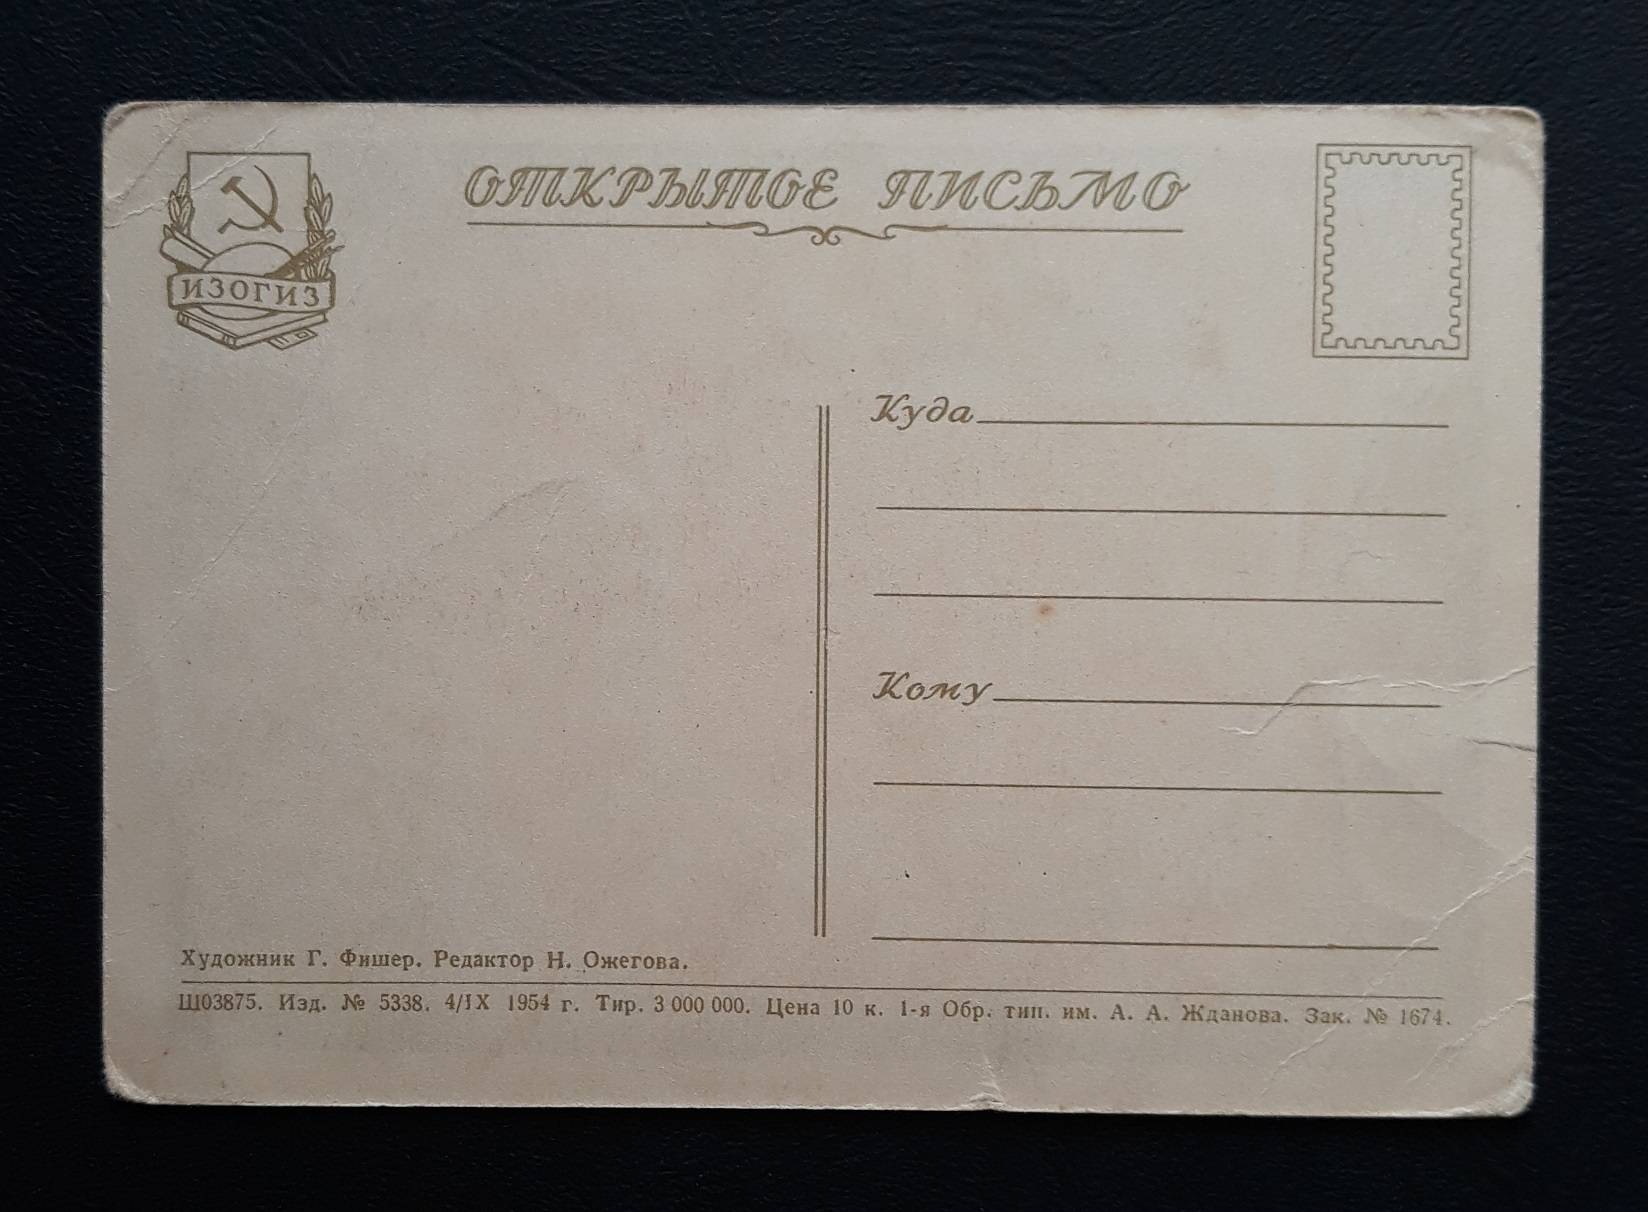 ОТКРЫТОЕ ПИСЬМО
ИЗОГИЗ
Куда
Кому
Художник Г. Фишер. Редактор Н. Ожегова.
Ш03875. Изд. № 5338. 4/IX 1954 г. Тир. 3 000 000. Цена 10 к. 1-я Обр. тип. им. А. А. Жданова. Зак. № 1674.